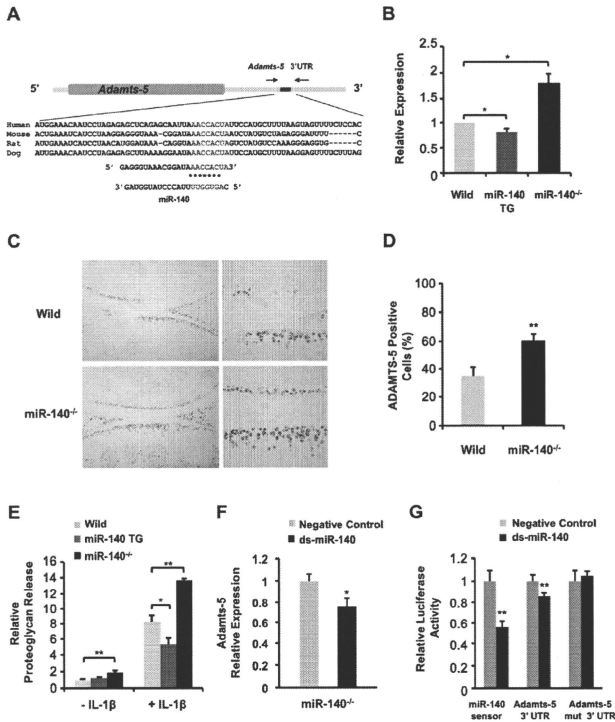 A
Adamts-5 3'UTR
5' Adamts-5 3'
Human AUGGAAACAUCAUCCUAAGAGAGCUCAGAGCAAUUAAACCACUAUUCCAUGCUUUUAAGUAGUUUUCUCCAC
Mouse
Rat
Dog
5' GAGGGUAAACGGAUAAACCACUA3'
3'GAUGGUAUCCCAUUUUGGUGAC 5'
miR-140
B
Relative Expression
2.5
2
1.5
1
0.5
0
*
*
Wild miR-140 TG miR-140-/-
C
Wild
miR-140-/-
D
ADAMTS-5 Positive Cells (%)
100
80
60
40
20
0
**
Wild miR-140-/-
E
Wild
miR-140 TG
miR-140-/-
Relative Proteoglycan Release
16
14
12
10
8
6
4
2
0
**
*
**
- IL-1β + IL-1β
F
Negative Control
ds-miR-140
Adamts-5 Relative Expression
1.2
1
0.8
0.6
0.4
0.2
0
*
miR-140-/-
G
Negative Control
ds-miR-140
Relative Luciferase Activity
1.2
1
0.8
0.6
0.4
0.2
0
**
**
miR-140 sensor Adamts-5 3' UTR Adamts-5 mut 3' UTR